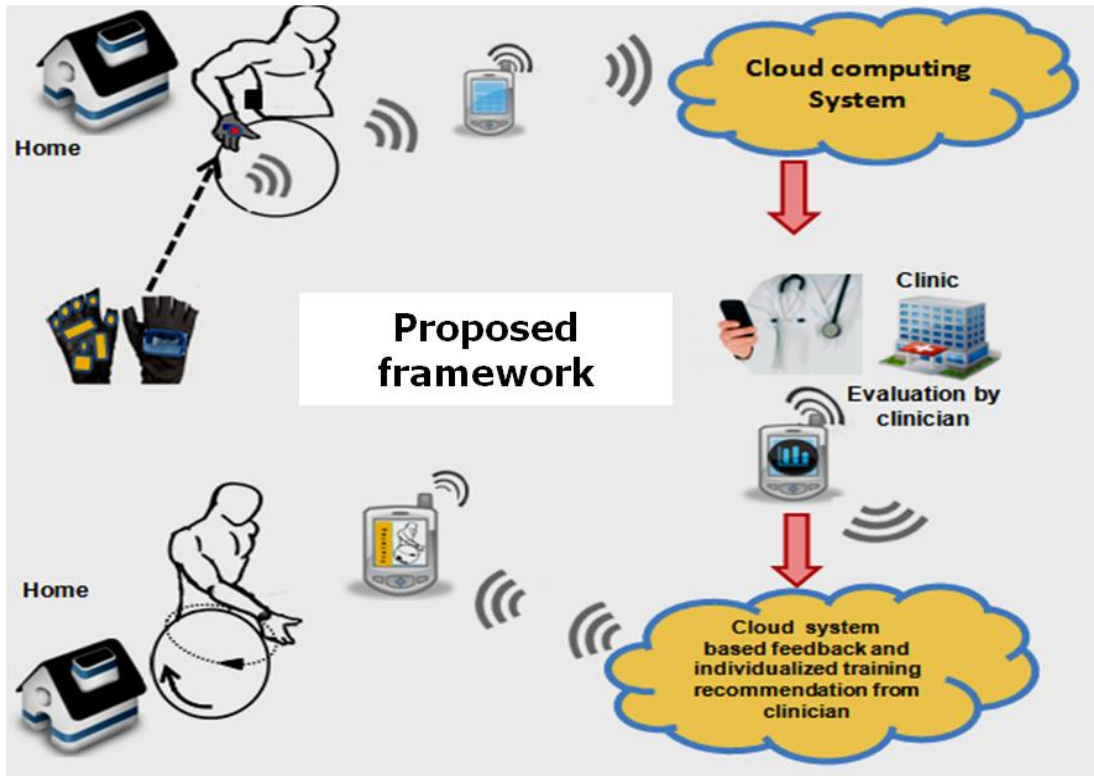 Cloud computing
System
Home
Clinic
Proposed
framework
Evaluation by
clinician
Training
Home
Cloud system
based feedback and
individualized training
recommendation from
clinician